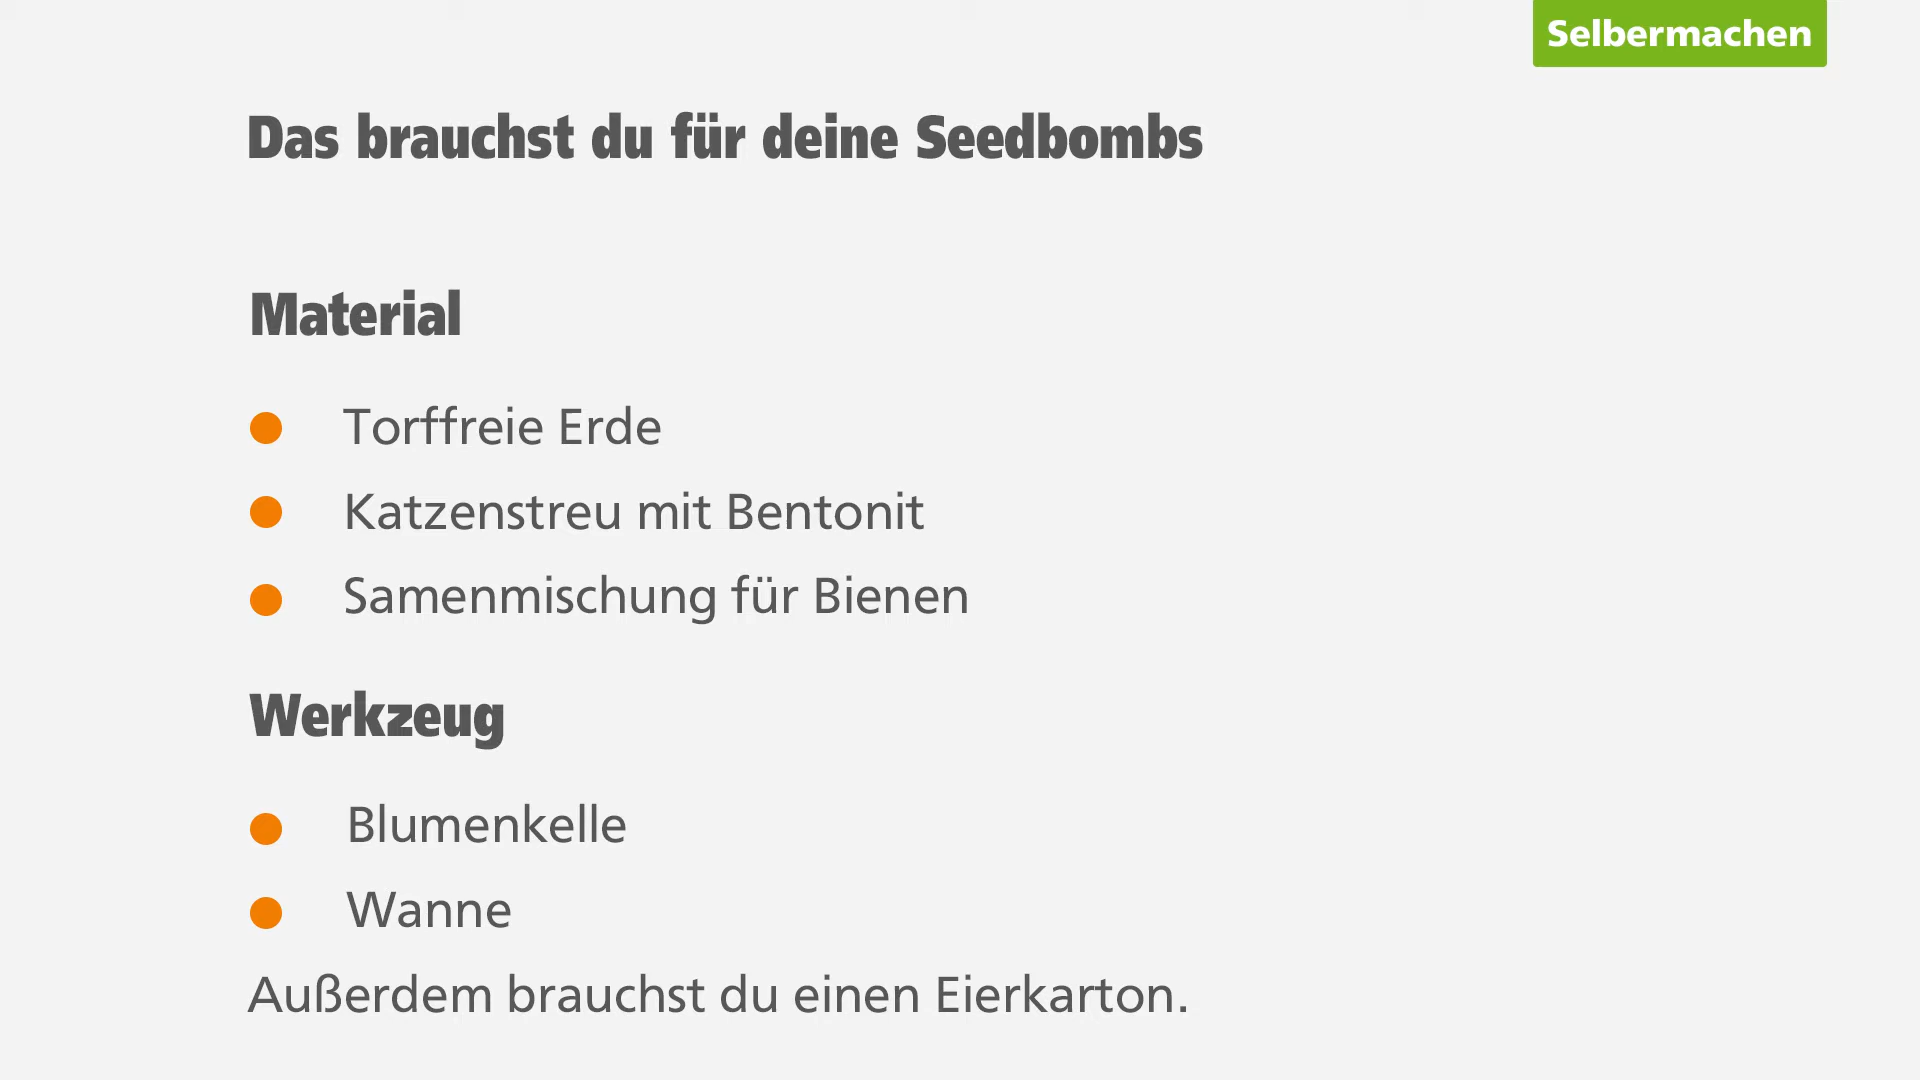 Selbermachen
Das brauchst du für deine Seedbombs
Material
Torffreie Erde
Katzenstreu mit Bentonit
Samenmischung für Bienen
Werkzeug
Blumenkelle
Wanne
Außerdem brauchst du einen Eierkarton.